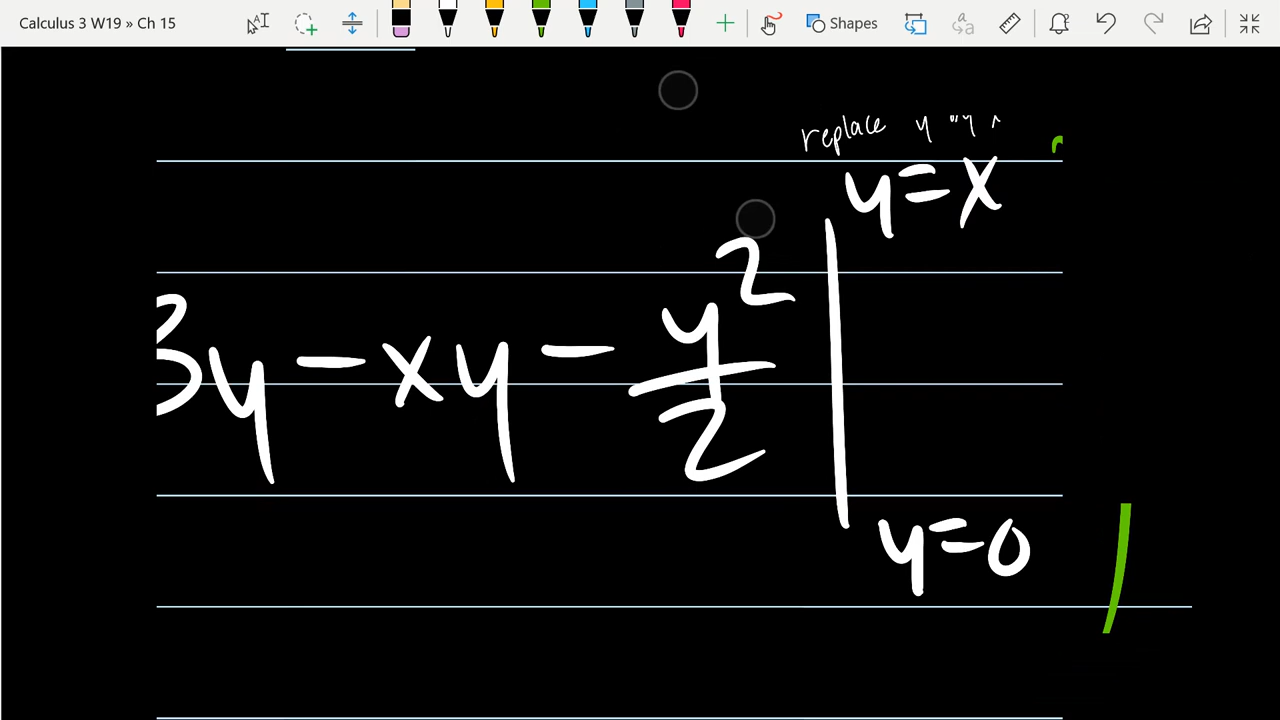 Calculus 3 W19 » Ch 15
Shapes
replace y "y" x
y=x
3y - xy - y²/2
y=0